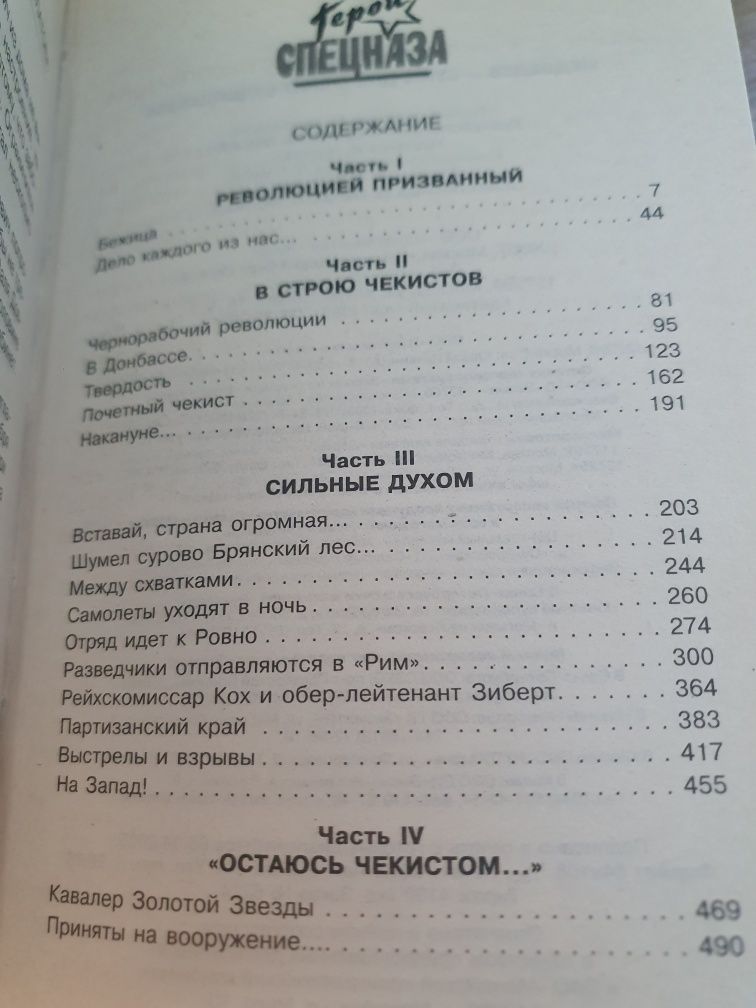 Герои
СПЕЦНАЗА
СОДЕРЖАНИЕ
Часть I
РЕВОЛЮЦИЕЙ ПРИЗВАННЫЙ
Бежица . . . . . . . . . . . . . . . . . . . . . . . . . . . . . . . . 7
Дело каждого из нас... . . . . . . . . . . . . . . . . . . . . . 44
Часть II
В СТРОЮ ЧЕКИСТОВ
Чернорабочий революции . . . . . . . . . . . . . . . . . . . 81
В Донбассе. . . . . . . . . . . . . . . . . . . . . . . . . . . . . 95
Твердость . . . . . . . . . . . . . . . . . . . . . . . . . . . . . 123
Почетный чекист . . . . . . . . . . . . . . . . . . . . . . . . 162
Накануне... . . . . . . . . . . . . . . . . . . . . . . . . . . . . 191
Часть III
СИЛЬНЫЕ ДУХОМ
Вставай, страна огромная... . . . . . . . . . . . . . . . . . 203
Шумел сурово Брянский лес... . . . . . . . . . . . . . . . 214
Между схватками. . . . . . . . . . . . . . . . . . . . . . . . 244
Самолеты уходят в ночь . . . . . . . . . . . . . . . . . . . . 260
Отряд идет к Ровно . . . . . . . . . . . . . . . . . . . . . . . 274
Разведчики отправляются в «Рим». . . . . . . . . . . . . 300
Рейхскомиссар Кох и обер-лейтенант Зиберт. . . . . . 364
Партизанский край . . . . . . . . . . . . . . . . . . . . . . . 383
Выстрелы и взрывы . . . . . . . . . . . . . . . . . . . . . . . 417
На Запад! . . . . . . . . . . . . . . . . . . . . . . . . . . . . . . 455
Часть IV
«ОСТАЮСЬ ЧЕКИСТОМ...»
Кавалер Золотой Звезды . . . . . . . . . . . . . . . . . . . . 469
Приняты на вооружение.... . . . . . . . . . . . . . . . . . . 490